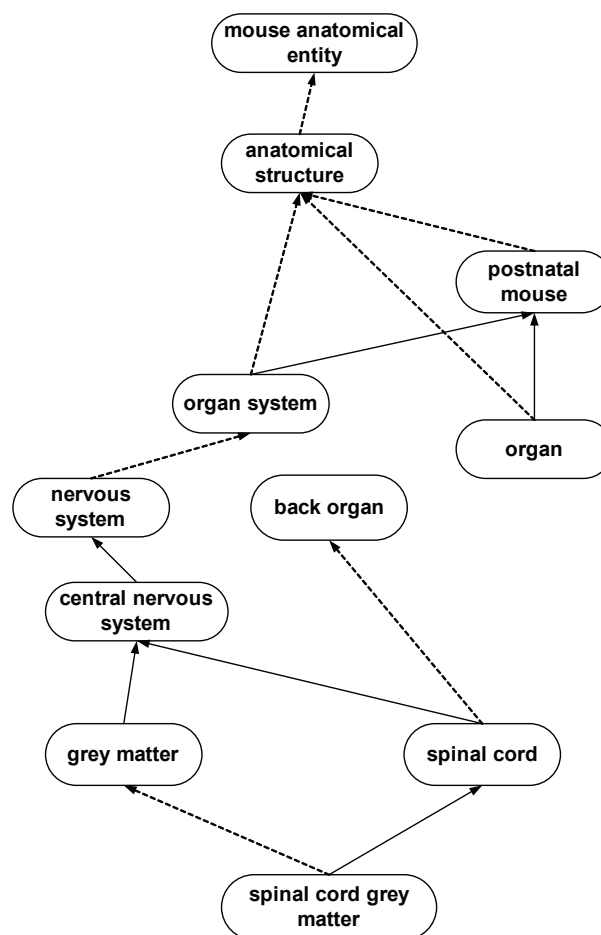 mouse anatomical
entity
anatomical
structure
postnatal
mouse
organ system
organ
nervous
system
back organ
central nervous
system
grey matter
spinal cord
spinal cord grey
matter